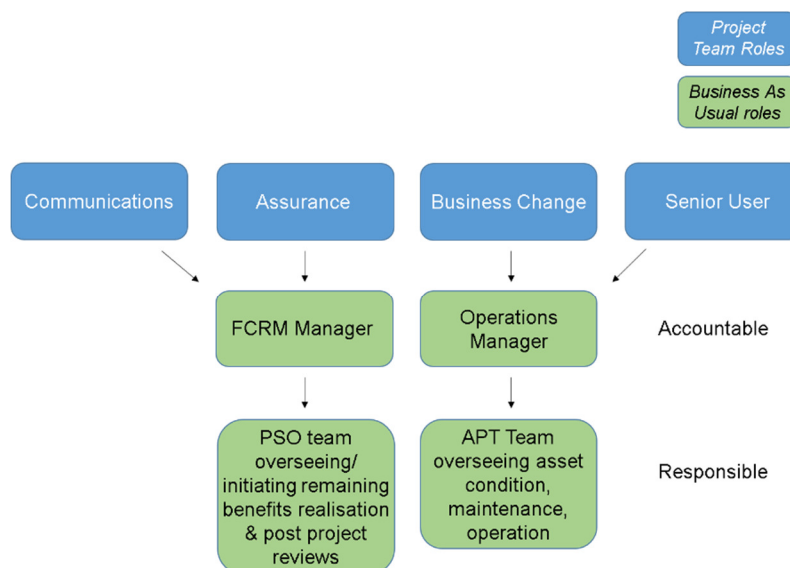 Project
Team Roles
Business As
Usual roles
Communications
Assurance
Business Change
Senior User
FCRM Manager
Operations
Manager
Accountable
PSO team
overseeing/
initiating remaining
benefits realisation
& post project
reviews
APT Team
overseeing asset
condition,
maintenance,
operation
Responsible